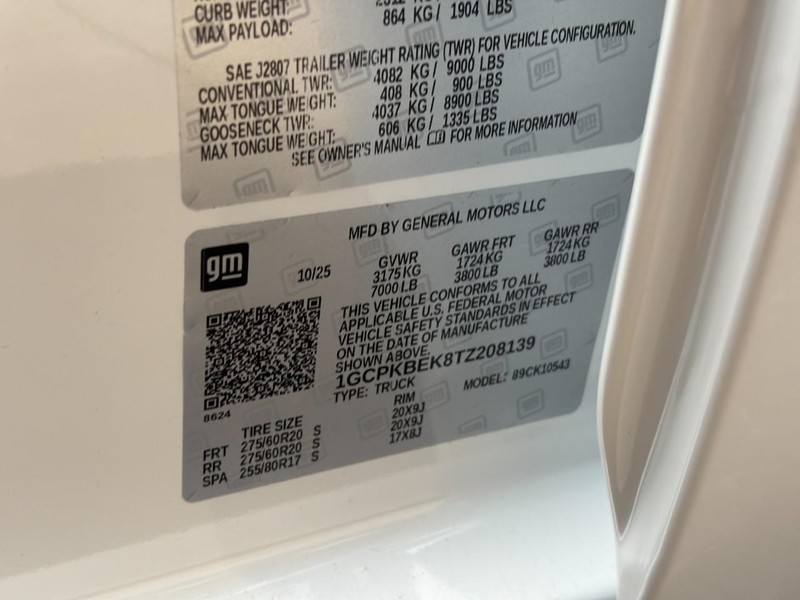 CURB WEIGHT:
MAX PAYLOAD: 864 KG/ 1904 LBS
SAE J2807 TRAILER WEIGHT RATING (TWR) FOR VEHICLE CONFIGURATION.
CONVENTIONAL TWR: 4082 KG/ 9000 LBS
MAX TONGUE WEIGHT: 408 KG/ 900 LBS
GOOSENECK TWR: 4037 KG/ 8900 LBS
MAX TONGUE WEIGHT: 606 KG/ 1335 LBS
SEE OWNER'S MANUAL FOR MORE INFORMATION
MFD BY GENERAL MOTORS LLC
gm 10/25
GVWR GAWR FRT GAWR RR
3175 KG 1724 KG 1724 KG
7000 LB 3800 LB 3800 LB
THIS VEHICLE CONFORMS TO ALL
APPLICABLE U.S. FEDERAL MOTOR
VEHICLE SAFETY STANDARDS IN EFFECT
ON THE DATE OF MANUFACTURE
SHOWN ABOVE.
1GCPKBEK8TZ208139
TYPE: TRUCK MODEL: 89CK10543
8624
TIRE SIZE RIM
FRT 275/60R20 S 20X9J
RR 275/60R20 S 20X9J
SPA 255/80R17 S 17X8J